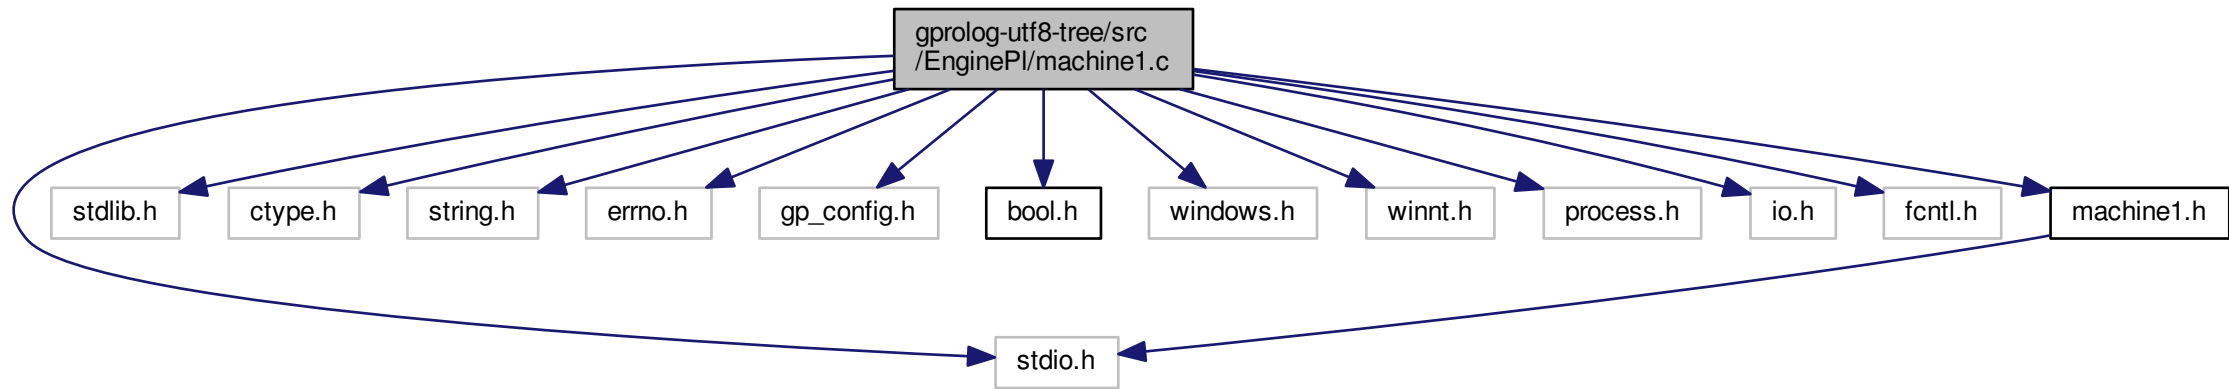 gprolog-utf8-tree/src
/EnginePl/machine1.c
stdlib.h
ctype.h
string.h
errno.h
gp_config.h
bool.h
windows.h
winnt.h
process.h
io.h
fcntl.h
machine1.h
stdio.h